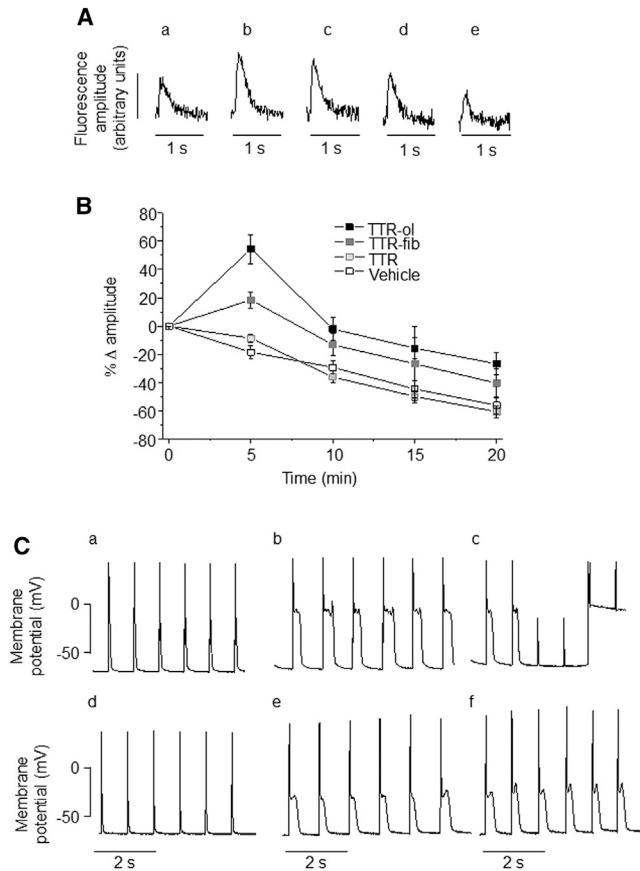 A
a b c d e
Fluorescence
amplitude
(arbitrary units)
1 s 1 s 1 s 1 s 1 s
B
80
60
40
20
0
-20
-40
-60
-80
% Δ amplitude
TTR-ol
TTR-fib
TTR
Vehicle
0 5 10 15 20
Time (min)
C
a b c
Membrane
potential (mV)
0
-50
d e f
Membrane
potential (mV)
0
-50
2 s 2 s 2 s